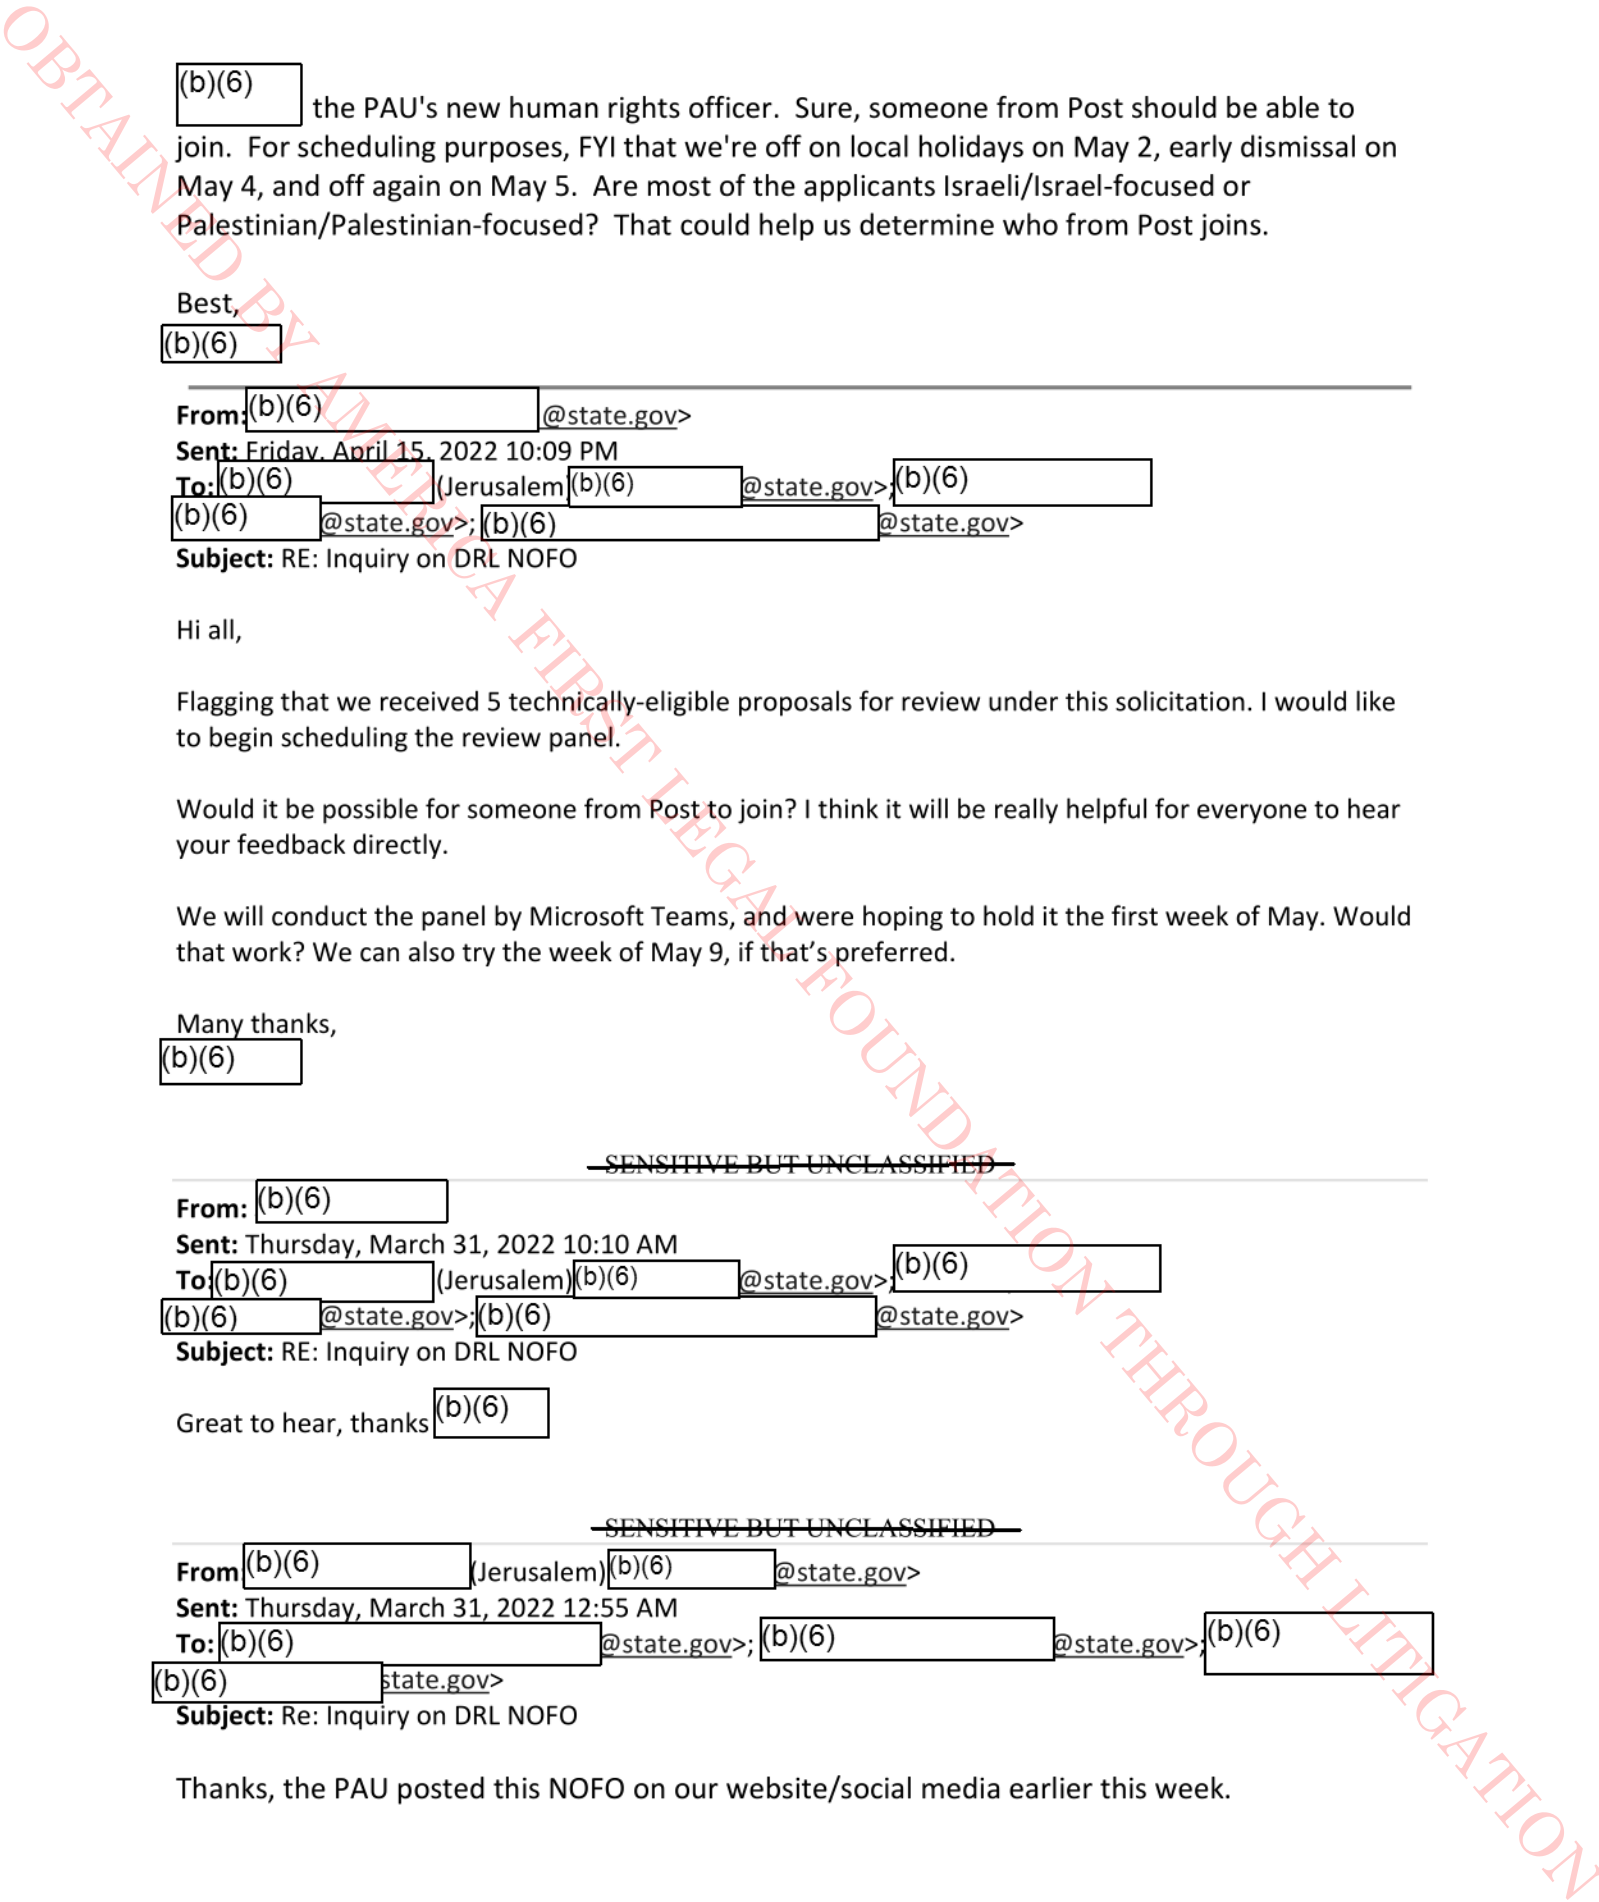 (b)(6)
the PAU's new human rights officer.  Sure, someone from Post should be able to
join.  For scheduling purposes, FYI that we're off on local holidays on May 2, early dismissal on
May 4, and off again on May 5.  Are most of the applicants Israeli/Israel-focused or
Palestinian/Palestinian-focused?  That could help us determine who from Post joins.
Best,
(b)(6)
From: (b)(6) @state.gov>
Sent: Friday, April 15, 2022 10:09 PM
To: (b)(6) (Jerusalem) (b)(6) @state.gov>; (b)(6)
(b)(6) @state.gov>; (b)(6) @state.gov>
Subject: RE: Inquiry on DRL NOFO
Hi all,
Flagging that we received 5 technically-eligible proposals for review under this solicitation. I would like
to begin scheduling the review panel.
Would it be possible for someone from Post to join? I think it will be really helpful for everyone to hear
your feedback directly.
We will conduct the panel by Microsoft Teams, and were hoping to hold it the first week of May. Would
that work? We can also try the week of May 9, if that’s preferred.
Many thanks,
(b)(6)
SENSITIVE BUT UNCLASSIFIED
From: (b)(6)
Sent: Thursday, March 31, 2022 10:10 AM
To: (b)(6) (Jerusalem) (b)(6) @state.gov>; (b)(6)
(b)(6) @state.gov>; (b)(6) @state.gov>
Subject: RE: Inquiry on DRL NOFO
Great to hear, thanks (b)(6)
SENSITIVE BUT UNCLASSIFIED
From (b)(6) (Jerusalem) (b)(6) @state.gov>
Sent: Thursday, March 31, 2022 12:55 AM
To: (b)(6) @state.gov>; (b)(6) @state.gov>; (b)(6)
(b)(6) state.gov>
Subject: Re: Inquiry on DRL NOFO
Thanks, the PAU posted this NOFO on our website/social media earlier this week.
OBTAINED BY AMERICA FIRST LEGAL FOUNDATION THROUGH LITIGATION